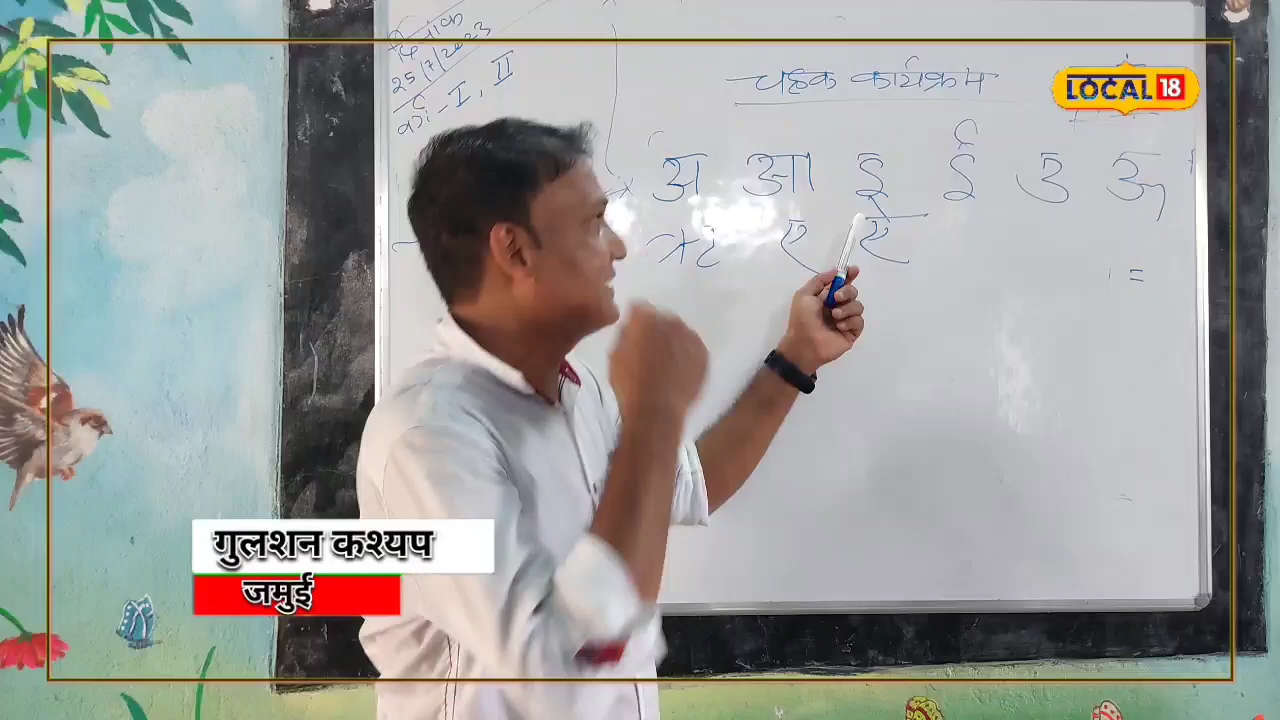 दिनांक
25/7/2023
वर्ग - I, II
चहक कार्यक्रम
LOCAL 18
अ आ इ ई उ ऊ
ऋ ए ऐ
गुलशन कश्यप
जमुई